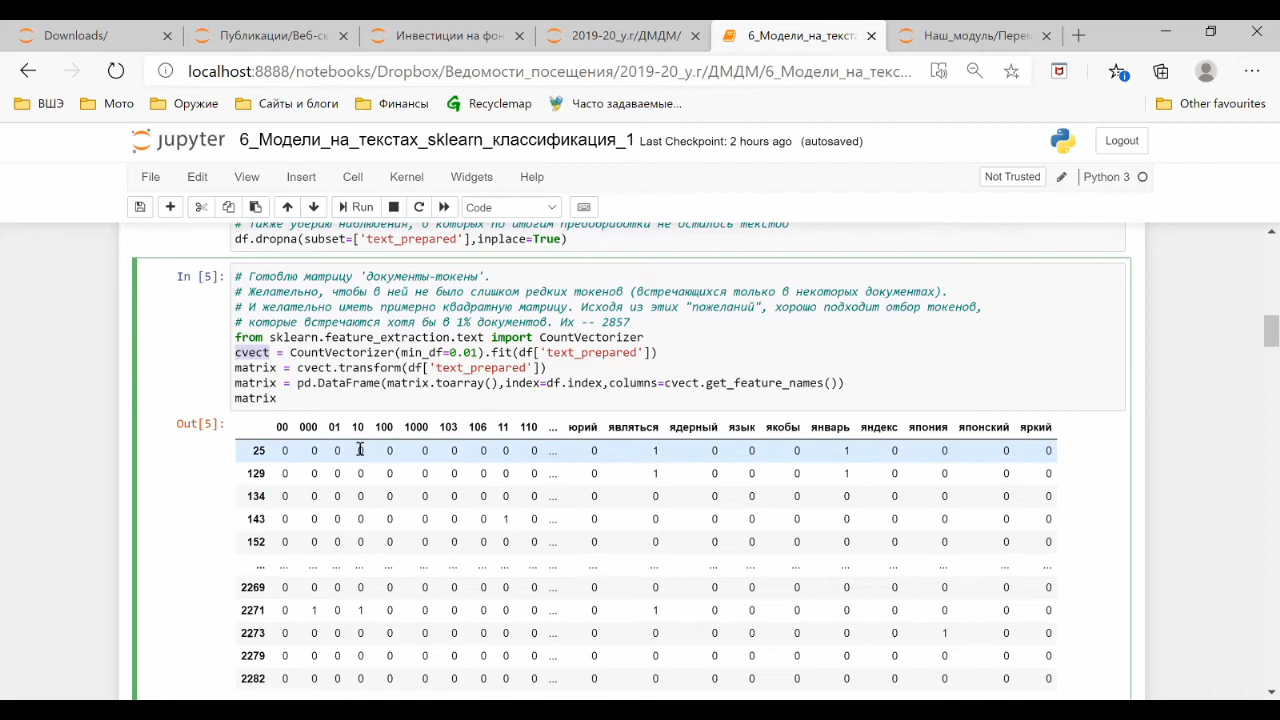 Downloads/
Публикации/Веб-ск
Инвестиции на фон
2019-20_у.г/ДМДМ/
6_Модели_на_текста
Наш_модуль/Перем
localhost:8888/notebooks/Dropbox/Ведомости_посещения/2019-20_у.г/ДМДМ/6_Модели_на_текс...
ВШЭ Мото Оружие Сайты и блоги Финансы Recyclemap Часто задаваемые... Other favourites
jupyter 6_Модели_на_текстах_sklearn_классификация_1 Last Checkpoint: 2 hours ago (autosaved) Logout
File Edit View Insert Cell Kernel Widgets Help Not Trusted Python 3
Run Code
# Также убераю наблюдения, о которых по итогам преобработки не осталось текстов
df.dropna(subset=['text_prepared'],inplace=True)
In [5]:
# Готовлю матрицу 'документы-токены'.
# Желательно, чтобы в ней не было слишком редких токенов (встречащихся только в некоторых документах).
# И желательно иметь примерно квадратную матрицу. Исходя из этих "пожеланий", хорошо подходит отбор токенов,
# которые встречаются хотя бы в 1% документов. Их -- 2857
from sklearn.feature_extraction.text import CountVectorizer
cvect = CountVectorizer(min_df=0.01).fit(df['text_prepared'])
matrix = cvect.transform(df['text_prepared'])
matrix = pd.DataFrame(matrix.toarray(),index=df.index,columns=cvect.get_feature_names())
matrix
Out[5]:
00 000 01 10 100 1000 103 106 11 110 ... юрий являться ядерный язык якобы январь яндекс япония японский яркий
25 0 0 0 0 0 0 0 0 0 0 ... 0 1 0 0 0 1 0 0 0 0
129 0 0 0 0 0 0 0 0 0 0 ... 0 1 0 0 0 1 0 0 0 0
134 0 0 0 0 0 0 0 0 0 0 ... 0 0 0 0 0 0 0 0 0 0
143 0 0 0 0 0 0 0 0 1 0 ... 0 0 0 0 0 0 0 0 0 0
152 0 0 0 0 0 0 0 0 0 0 ... 0 0 0 0 0 0 0 0 0 0
... ... ... ... ... ... ... ... ... ... ... ... ... ... ... ... ... ... ... ... ... ...
2269 0 0 0 0 0 0 0 0 0 0 ... 0 0 0 0 0 0 0 0 0 0
2271 0 1 0 1 0 0 0 0 0 0 ... 0 1 0 0 0 0 0 0 0 0
2273 0 0 0 0 0 0 0 0 0 0 ... 0 0 0 0 0 0 0 1 0 0
2279 0 0 0 0 0 0 0 0 0 0 ... 0 0 0 0 0 0 0 0 0 0
2282 0 0 0 0 0 0 0 0 0 0 ... 0 0 0 0 0 0 0 0 0 0